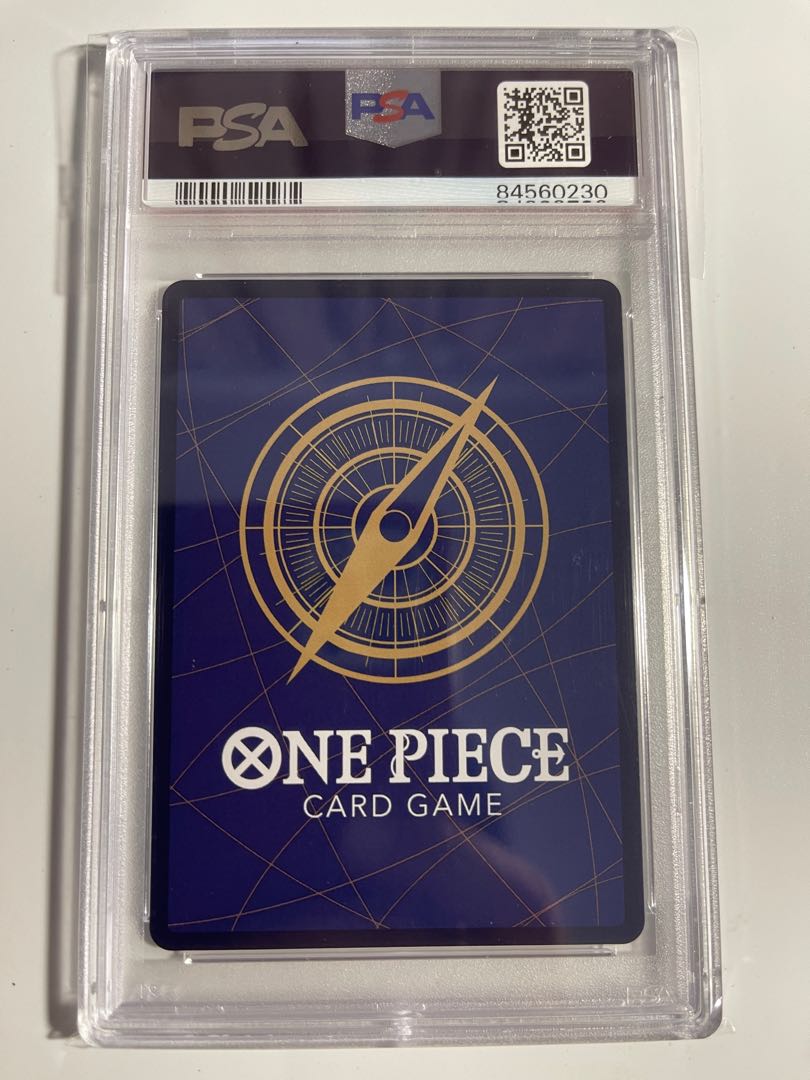 PSA
PSA
84560230
ONE PIECE
CARD GAME